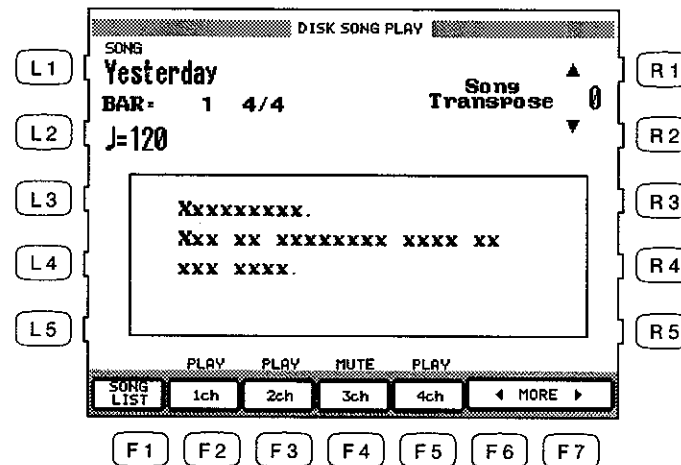 DISK SONG PLAY
SONG
Yesterday
BAR= 1 4/4
Song
Transpose 0
▲
▼
♩=120
Xxxxxxxxx.
Xxx xx xxxxxxxx xxxx xx
xxx xxxx.
PLAY PLAY MUTE PLAY
SONG
LIST
1ch 2ch 3ch 4ch ◀ MORE ▶
L1
L2
L3
L4
L5
R1
R2
R3
R4
R5
F1 F2 F3 F4 F5 F6 F7